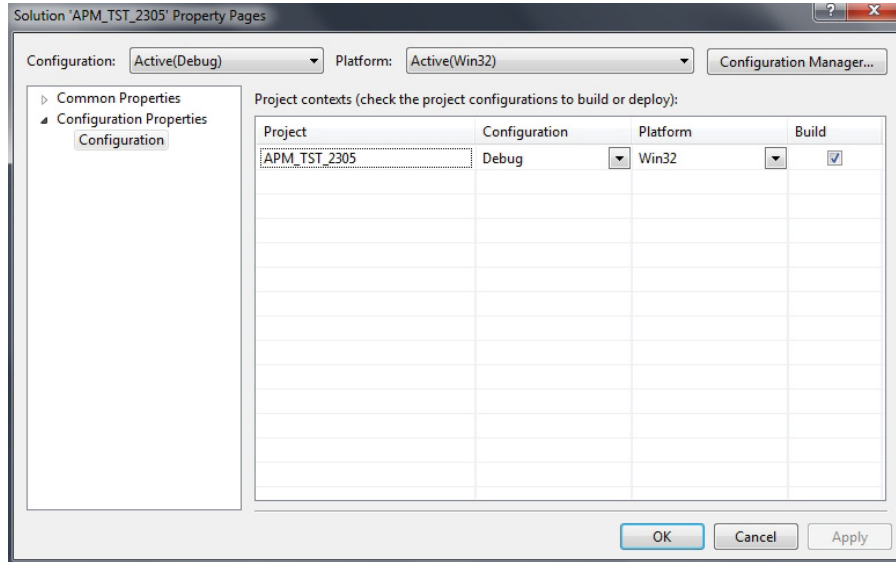 Solution 'APM_TST_2305' Property Pages
Configuration: Active(Debug) Platform: Active(Win32) Configuration Manager...
Common Properties
Configuration Properties
Configuration
Project contexts (check the project configurations to build or deploy):
Project Configuration Platform Build
APM_TST_2305 Debug Win32
OK Cancel Apply